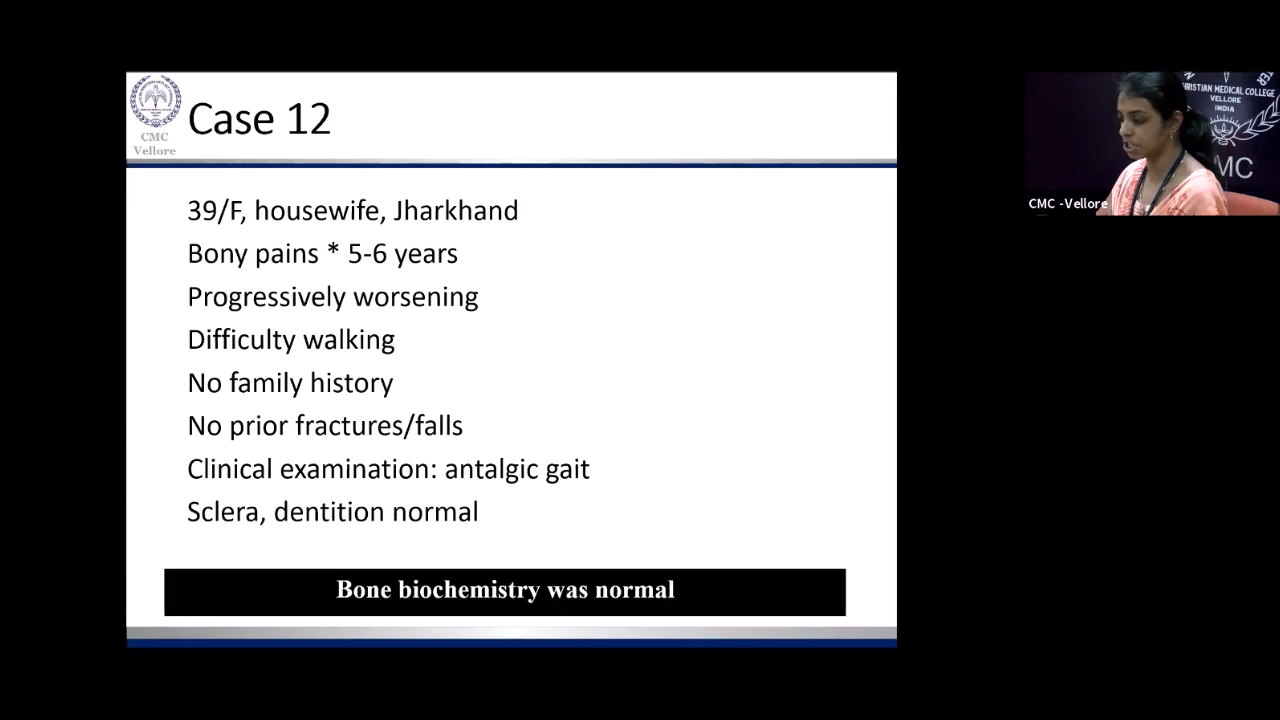 CMC
Vellore
Case 12
39/F, housewife, Jharkhand
Bony pains * 5-6 years
Progressively worsening
Difficulty walking
No family history
No prior fractures/falls
Clinical examination: antalgic gait
Sclera, dentition normal
Bone biochemistry was normal
CHRISTIAN MEDICAL COLLEGE
VELLORE
INDIA
MC
CMC -Vellore